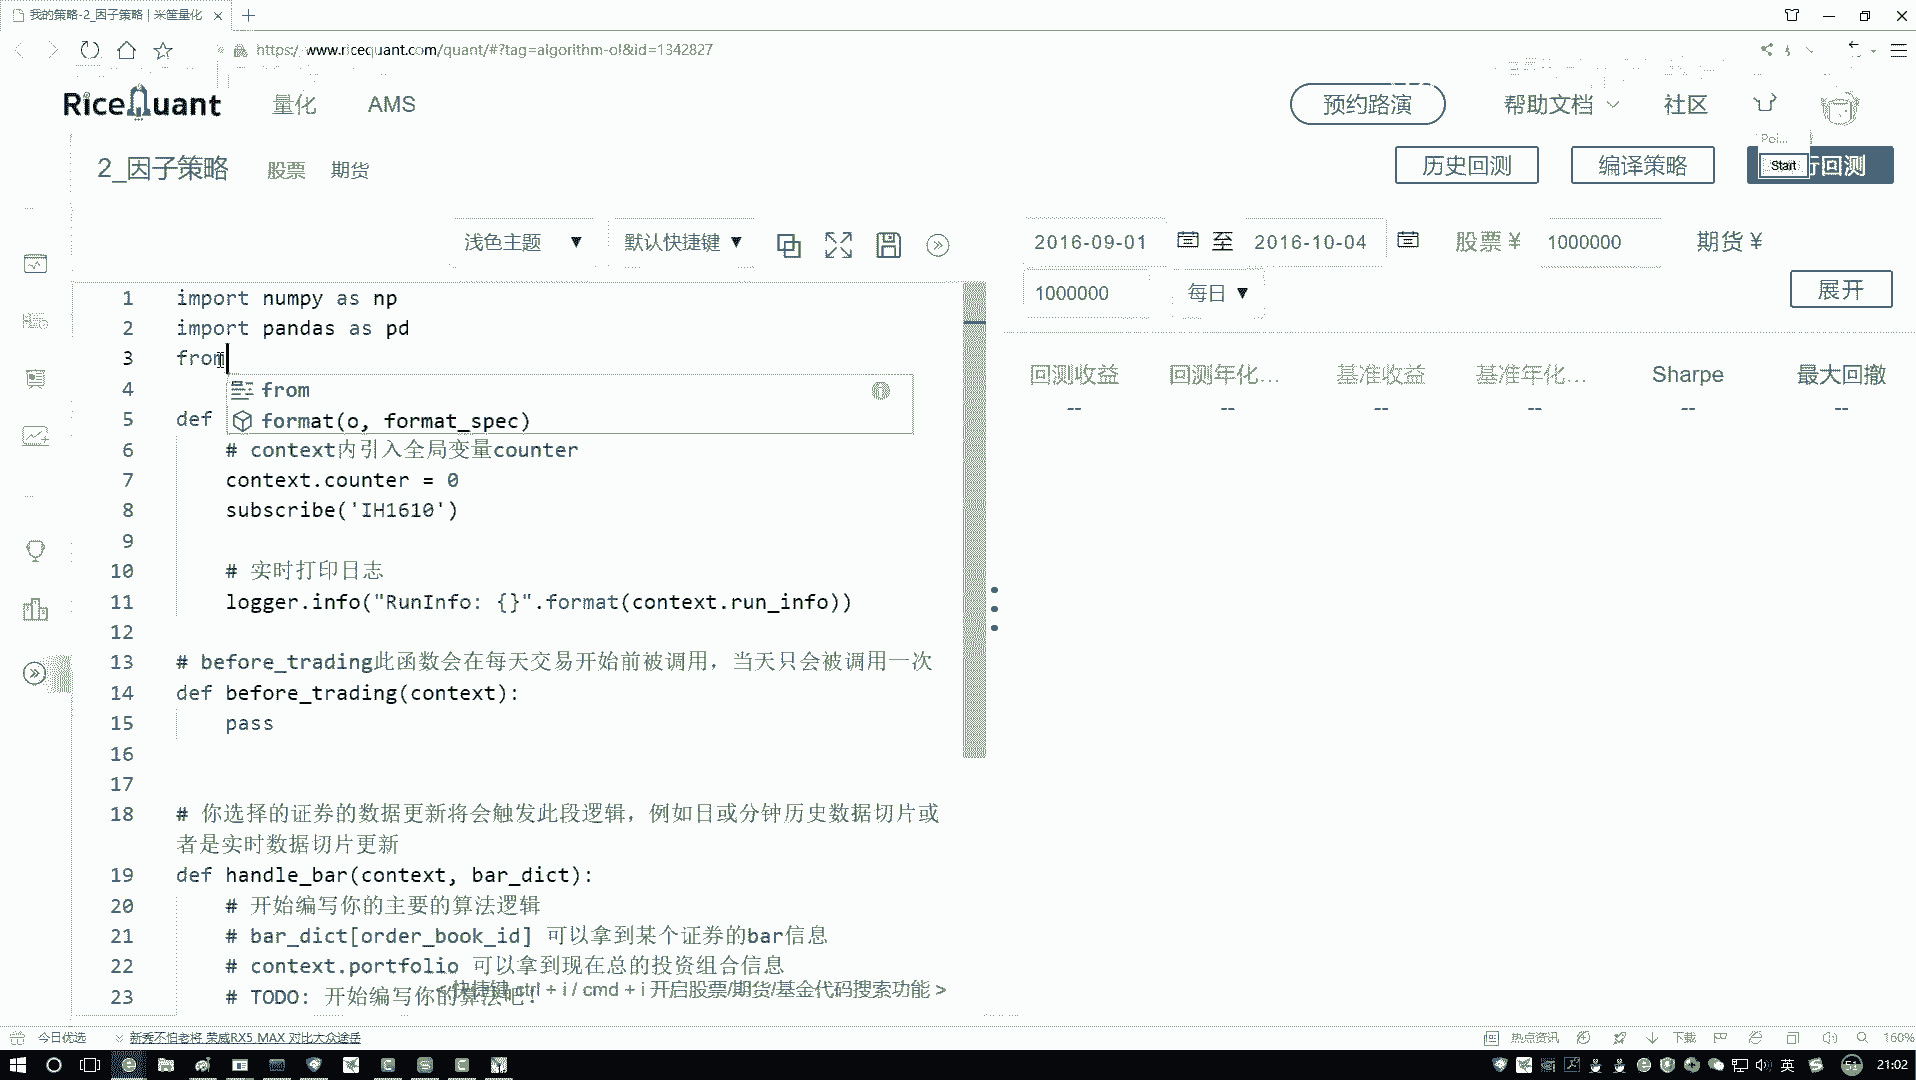 我的策略-2_因子策略 | 米筐量化
https://www.ricequant.com/quant/#?tag=algorithm-ol&id=1342827
RiceQuant 量化 AMS 预约路演 帮助文档 社区
Poi...
2_因子策略 股票 期货 历史回测 编译策略 Start 行回测
浅色主题 ▼ 默认快捷键 ▼ 2016-09-01 至 2016-10-04 股票 ¥ 1000000 期货 ¥
1000000 每日 ▼ 展开
回测收益 回测年化... 基准收益 基准年化... Sharpe 最大回撤
-- -- -- -- -- --
1 import numpy as np
2 import pandas as pd
3 from
4 from
format(o, format_spec)
5 def
6 # context内引入全局变量counter
7 context.counter = 0
8 subscribe('IH1610')
9
10 # 实时打印日志
11 logger.info("RunInfo: {}".format(context.run_info))
12
13 # before_trading此函数会在每天交易开始前被调用，当天只会被调用一次
14 def before_trading(context):
15 pass
16
17
18 # 你选择的证券的数据更新将会触发此段逻辑，例如日或分钟历史数据切片或
者是实时数据切片更新
19 def handle_bar(context, bar_dict):
20 # 开始编写你的主要的算法逻辑
21 # bar_dict[order_book_id] 可以拿到某个证券的bar信息
22 # context.portfolio 可以拿到现在总的投资组合信息
23 # TODO: 开始编写你的算法吧！
< 快捷键 ctrl + i / cmd + i 开启股票/期货/基金代码搜索功能 >
今日优选 新秀不怕老将 荣威RX5 MAX 对比大众途岳 热点资讯 下载 160%
英 51 21:02